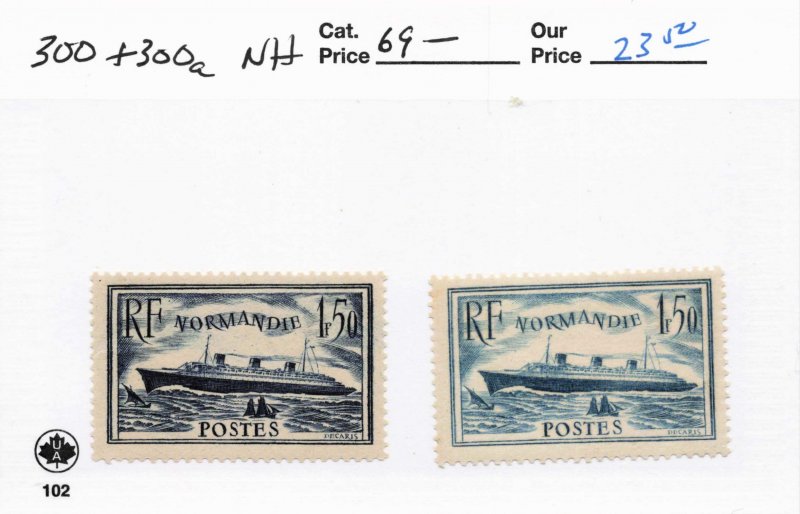 300 + 300a NH Cat. Price 69 — Our Price 23 50
RF NORMANDIE 1F50
POSTES
DECARIS
RF NORMANDIE 1F50
POSTES
DECARIS
A
102